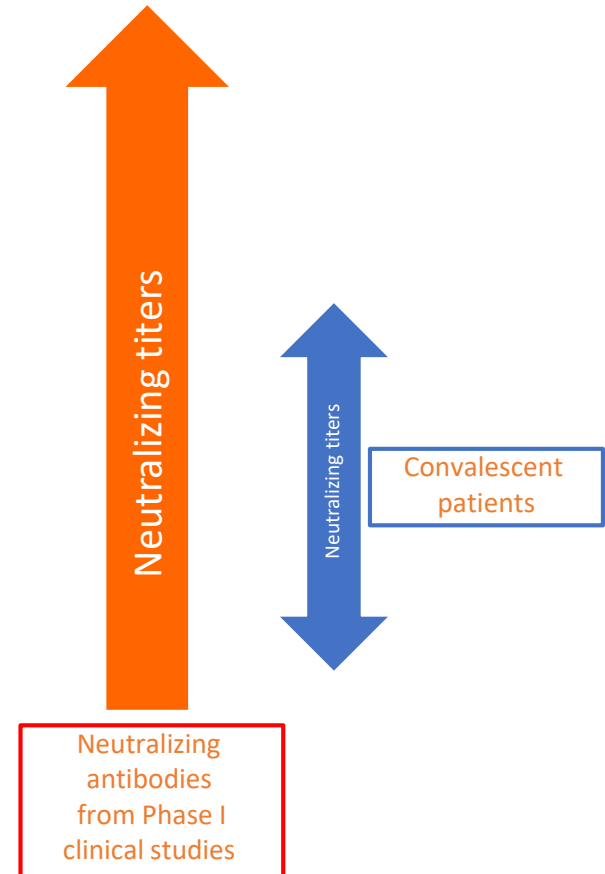 Neutralizing titers
Neutralizing titers
Convalescent
patients
Neutralizing
antibodies
from Phase I
clinical studies